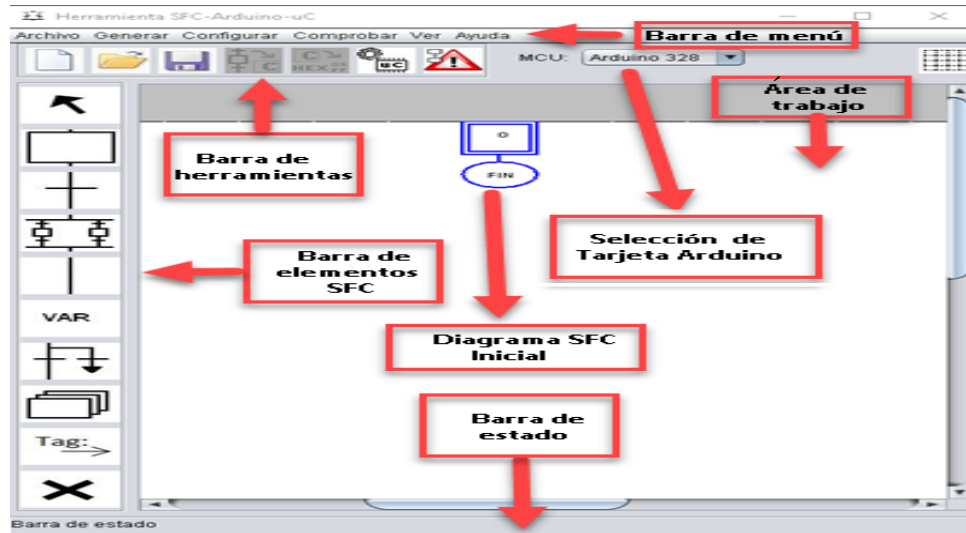 Herramienta SFC-Arduino-uC
Archivo Generar Configurar Comprobar Ver Ayuda
Barra de menú
C
C
HEX
uC
MCU: Arduino 328
Área de
trabajo
O
FIN
Barra de
herramientas
Selección de
Tarjeta Arduino
Barra de
elementos
SFC
VAR
Diagrama SFC
Inicial
Barra de
estado
Tag:
Barra de estado